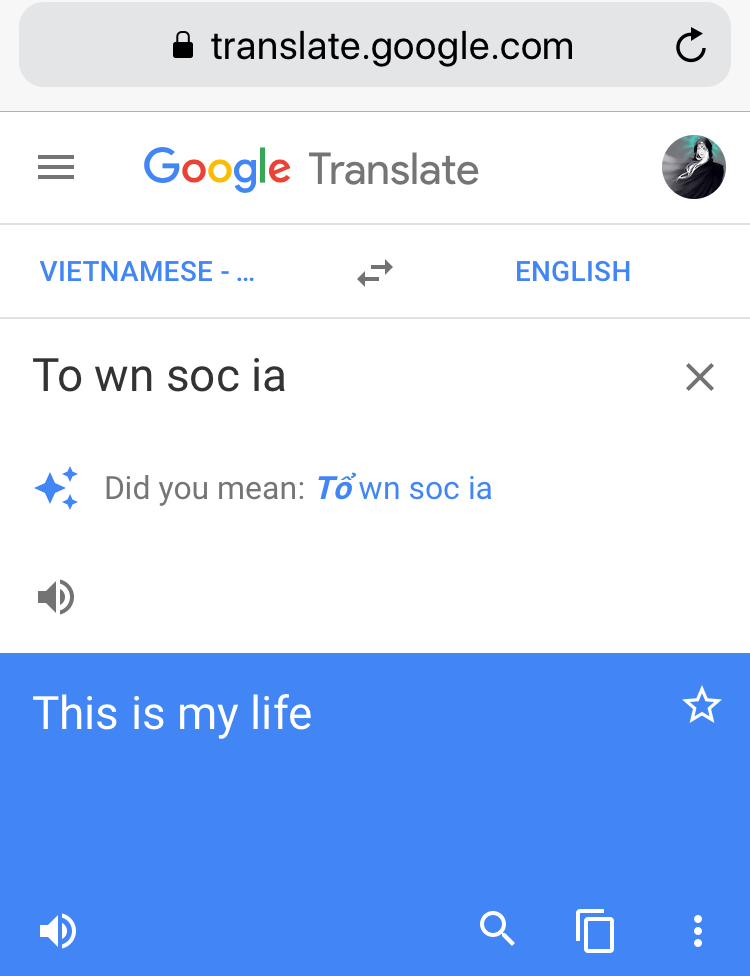 translate.google.com
Google Translate
VIETNAMESE - ...
ENGLISH
To wn soc ia
Did you mean: Tổ wn soc ia
This is my life